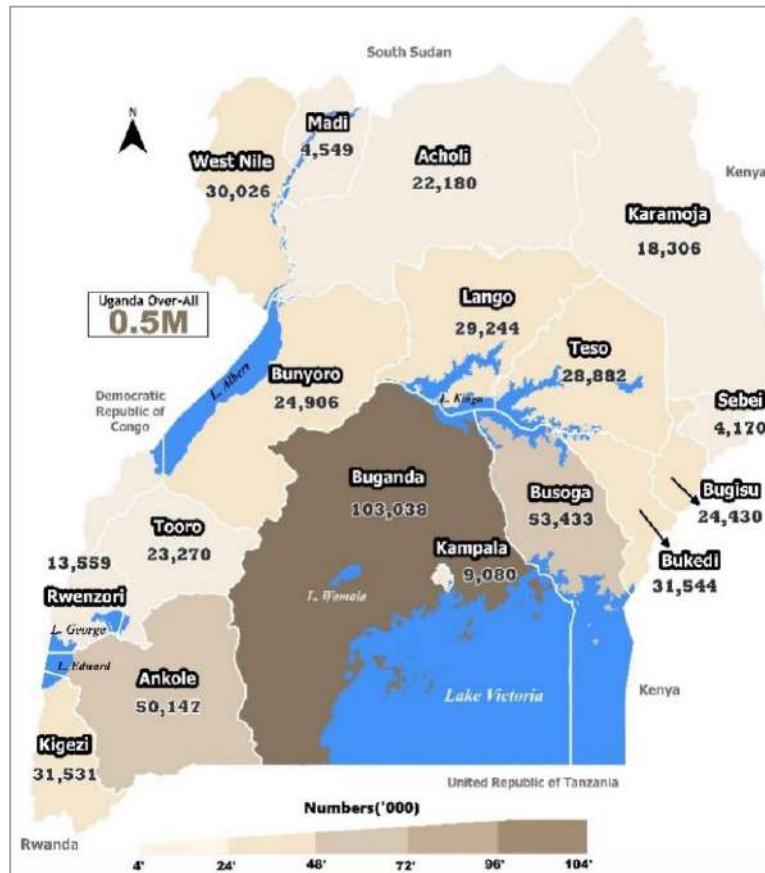 South Sudan
N
Madi
4,549
West Nile
30,026
Acholi
22,180
Kenya
Karamoja
18,306
Uganda Over-All
0.5M
Lango
29,244
Teso
28,882
L. Albert
Bunyoro
24,906
Democratic
Republic of
Congo
L. Kioga
Sebei
4,170
Buganda
103,038
Busoga
53,433
Bugisu
24,430
Tooro
23,270
Kampala
9,080
Bukedi
31,544
13,559
Rwenzori
L. Wamala
L. George
L. Edward
Ankole
50,147
Lake Victoria
Kenya
Kigezi
31,531
United Republic of Tanzania
Numbers('000)
Rwanda
4' 24' 48' 72' 96' 104'